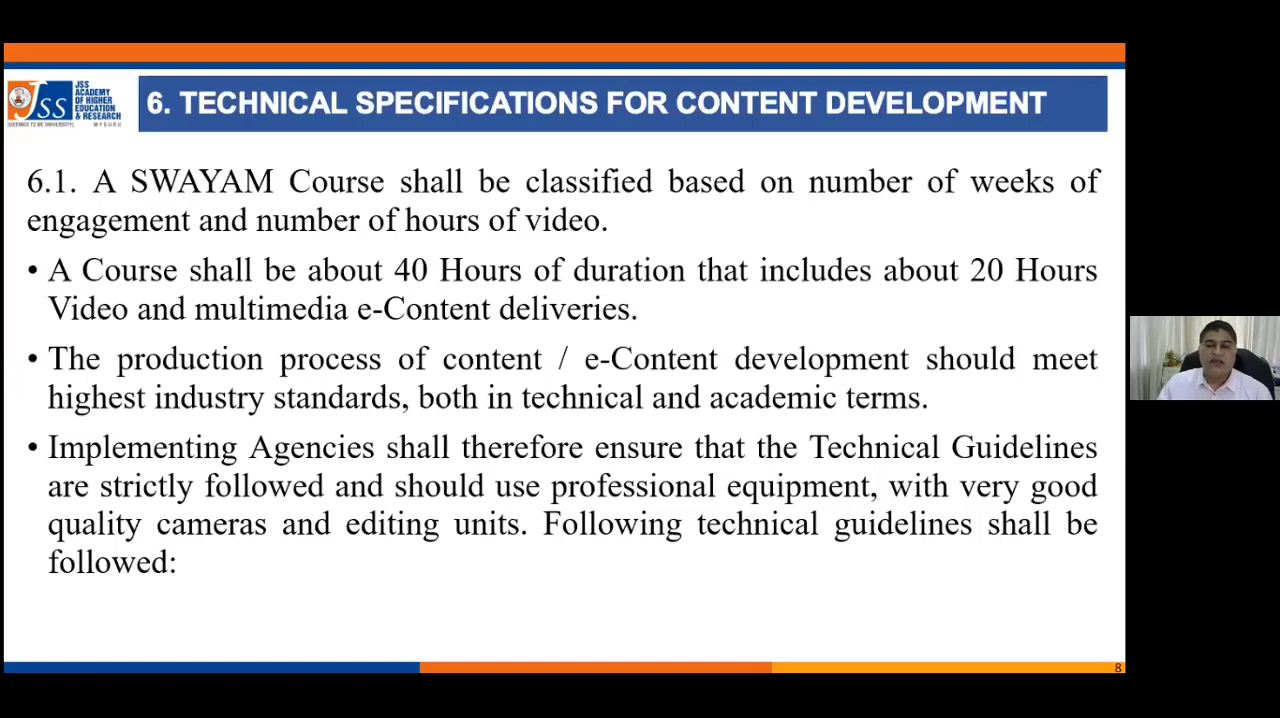 JSS
JSS
ACADEMY
OF HIGHER
EDUCATION
& RESEARCH
(DEEMED TO BE UNIVERSITY)
MYSURU
6. TECHNICAL SPECIFICATIONS FOR CONTENT DEVELOPMENT
6.1. A SWAYAM Course shall be classified based on number of weeks of
engagement and number of hours of video.
• A Course shall be about 40 Hours of duration that includes about 20 Hours
Video and multimedia e-Content deliveries.
• The production process of content / e-Content development should meet
highest industry standards, both in technical and academic terms.
• Implementing Agencies shall therefore ensure that the Technical Guidelines
are strictly followed and should use professional equipment, with very good
quality cameras and editing units. Following technical guidelines shall be
followed:
8